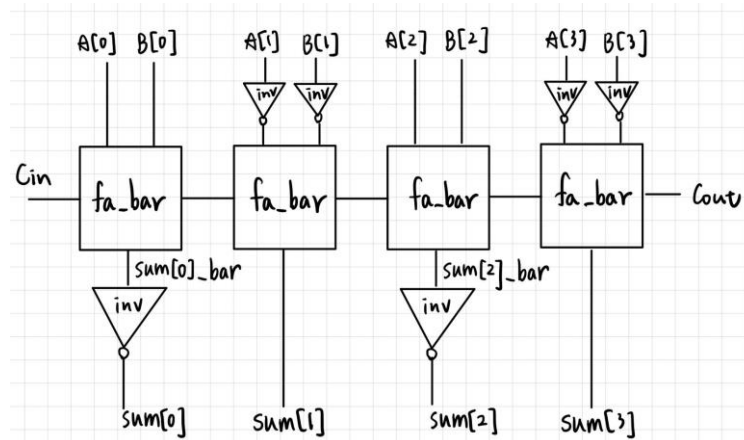 A[0] B[0] A[1] B[1] A[2] B[2] A[3] B[3]
inv inv inv inv
Cin fa_bar fa_bar fa_bar fa_bar Cout
sum[0]_bar sum[2]_bar
inv inv
sum[0] sum[1] sum[2] sum[3]